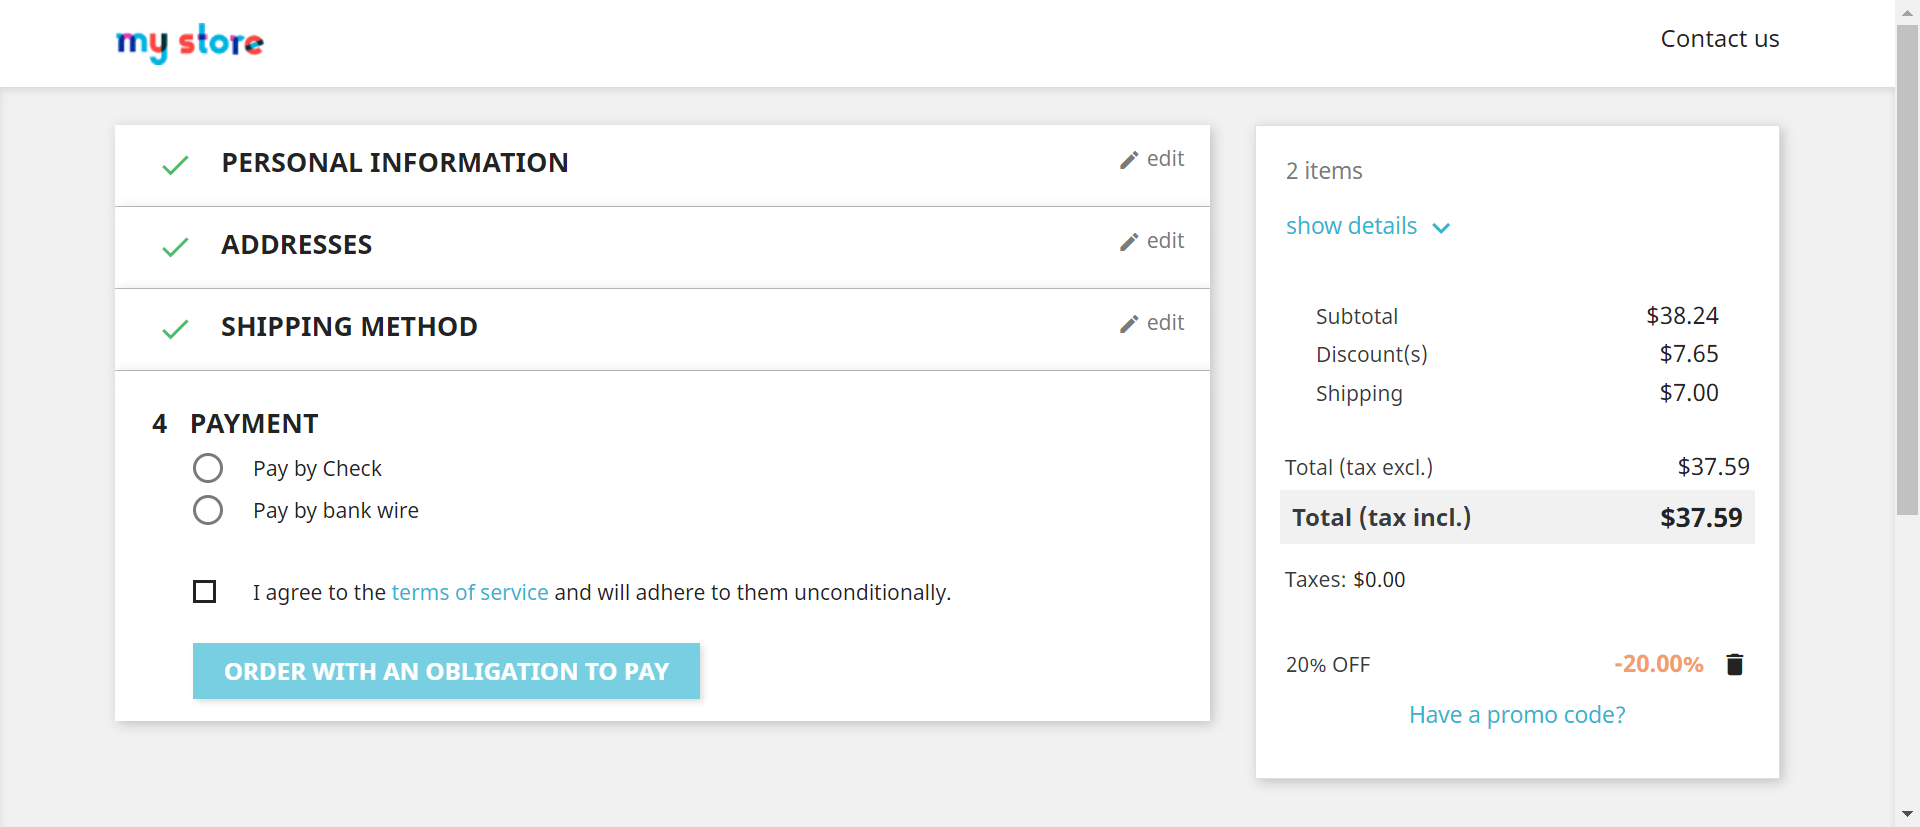 my store
Contact us
PERSONAL INFORMATION
edit
ADDRESSES
edit
SHIPPING METHOD
edit
4 PAYMENT
Pay by Check
Pay by bank wire
I agree to the terms of service and will adhere to them unconditionally.
ORDER WITH AN OBLIGATION TO PAY
2 items
show details
Subtotal $38.24
Discount(s) $7.65
Shipping $7.00
Total (tax excl.) $37.59
Total (tax incl.) $37.59
Taxes: $0.00
20% OFF -20.00%
Have a promo code?